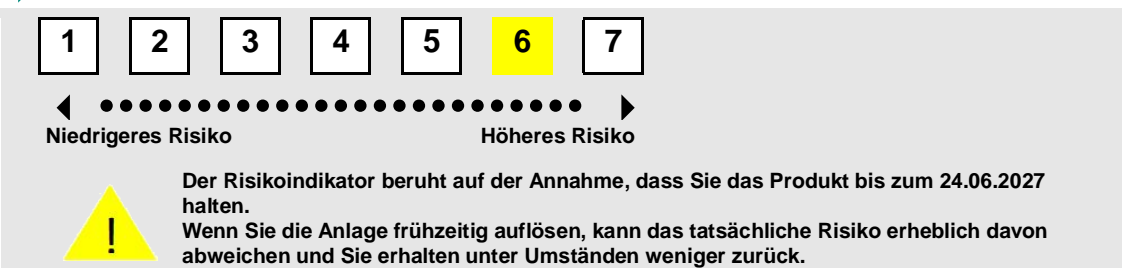 1 2 3 4 5 6 7
Niedrigeres Risiko Höheres Risiko
Der Risikoindikator beruht auf der Annahme, dass Sie das Produkt bis zum 24.06.2027
halten.
! Wenn Sie die Anlage frühzeitig auflösen, kann das tatsächliche Risiko erheblich davon
abweichen und Sie erhalten unter Umständen weniger zurück.